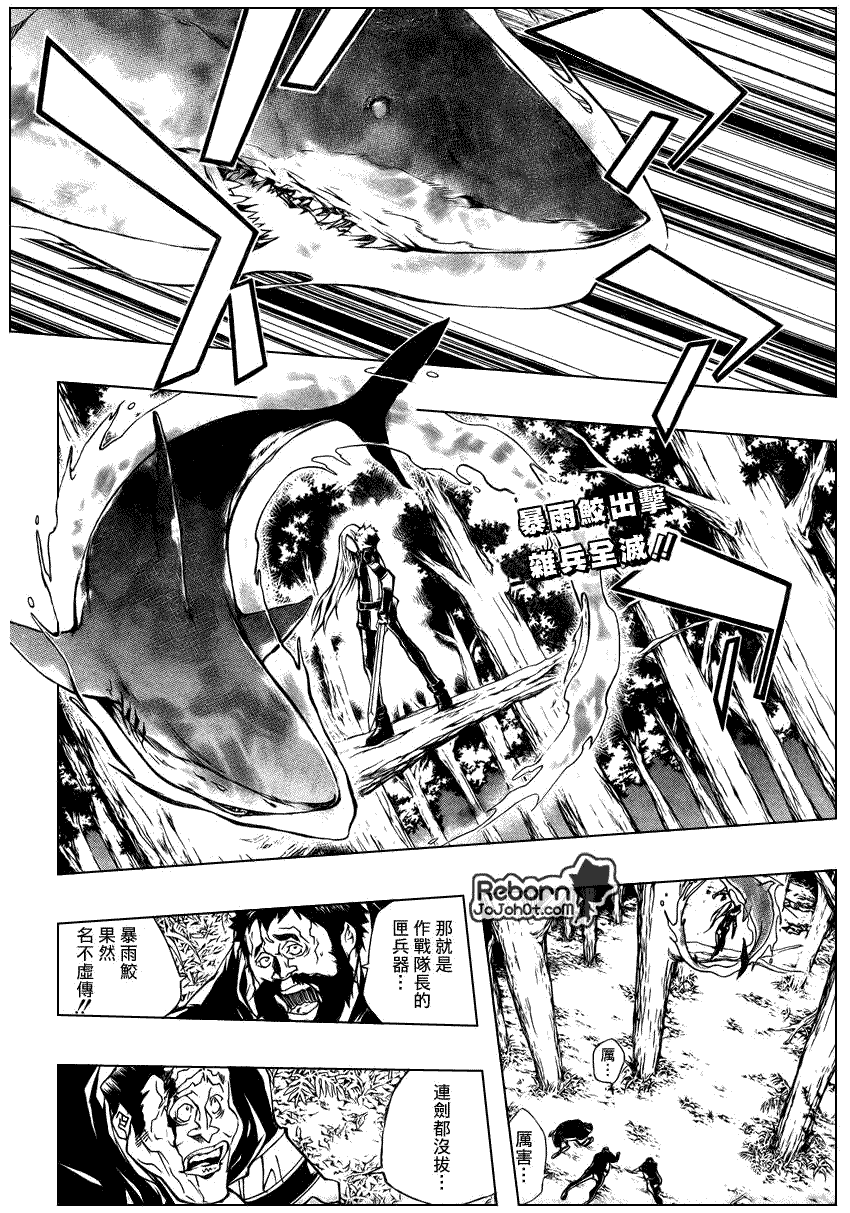 暴雨鮫出擊
雜兵全滅!!
Reborn
JoJoHOt.com
厲…
厲害…
那就是
作戰隊長的
匣兵器…
暴雨鮫
果然
名不虛傳!!
連劍都沒拔…